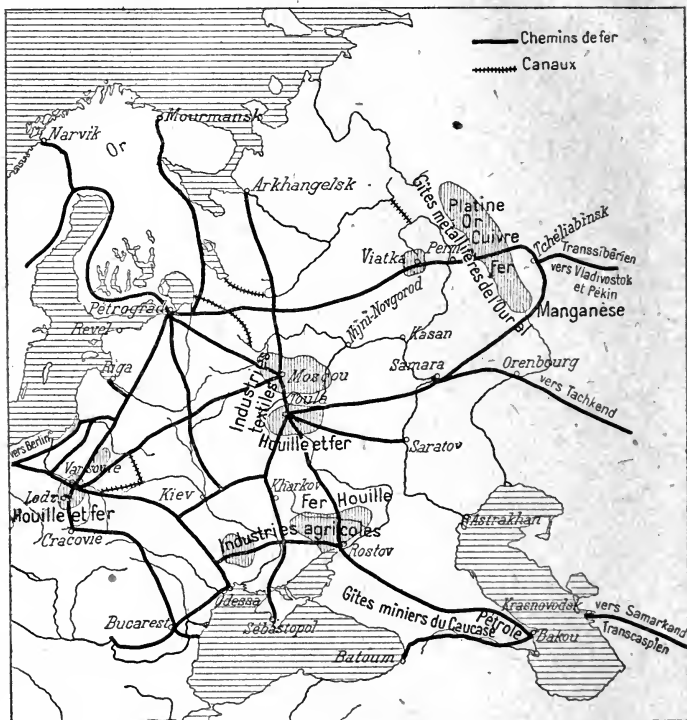 Chemins de fer
Canaux
Mourmansk
Narvik
Or
Arkhangelsk
Gîtes métallifères de l'Oural
Platine
Or
Cuivre
Fer
Tchéliabinsk
Transsibérien
vers Vladivostok
et Pékin
Viatka
Perm
Pétrograd
Nijni-Novgorod
Manganèse
Revel
Kasan
Riga
Industries
textiles
Moscou
Samara
Orenbourg
vers Tachkend
Toula
Houille et fer
Saratov
vers Berlin
Varsovie
Lodz
Houille et fer
Kiev
Kharkov
Fer
Houille
Cracovie
Industries agricoles
Rostov
Astrakhan
Odessa
Bucarest
Sébastopol
Gîtes miniers du Caucase
Pétrole
Krasnovodsk
vers Samarkand
Transcaspien
Bakou
Batoum